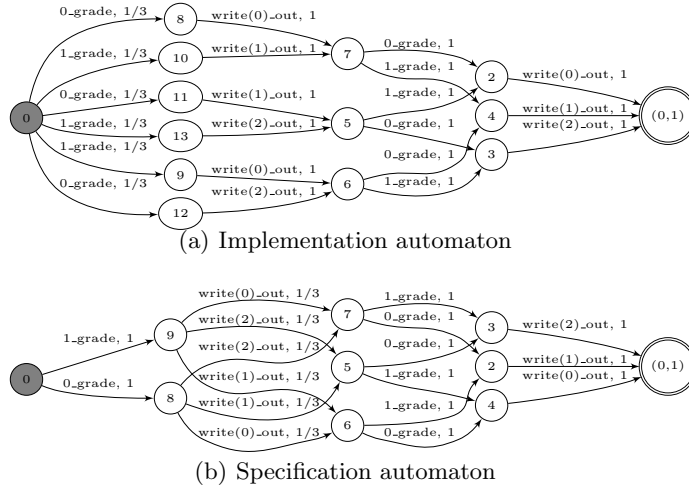 0_grade, 1/3
8
write(0)_out, 1
1_grade, 1/3
10
write(1)_out, 1
7
0_grade, 1
1_grade, 1
2
write(0)_out, 1
0_grade, 1/3
11
write(1)_out, 1
1_grade, 1
4
write(1)_out, 1
(0,1)
0
1_grade, 1/3
13
write(2)_out, 1
5
0_grade, 1
write(2)_out, 1
1_grade, 1/3
9
write(0)_out, 1
0_grade, 1
3
0_grade, 1/3
12
write(2)_out, 1
6
1_grade, 1
(a) Implementation automaton
write(0)_out, 1/3
7
1_grade, 1
0_grade, 1
3
write(2)_out, 1
1_grade, 1
9
write(2)_out, 1/3
write(2)_out, 1/3
0_grade, 1
0
5
2
write(1)_out, 1
(0,1)
0_grade, 1
8
write(1)_out, 1/3
write(1)_out, 1/3
1_grade, 1
write(0)_out, 1
1_grade, 1
4
write(0)_out, 1/3
6
0_grade, 1
(b) Specification automaton